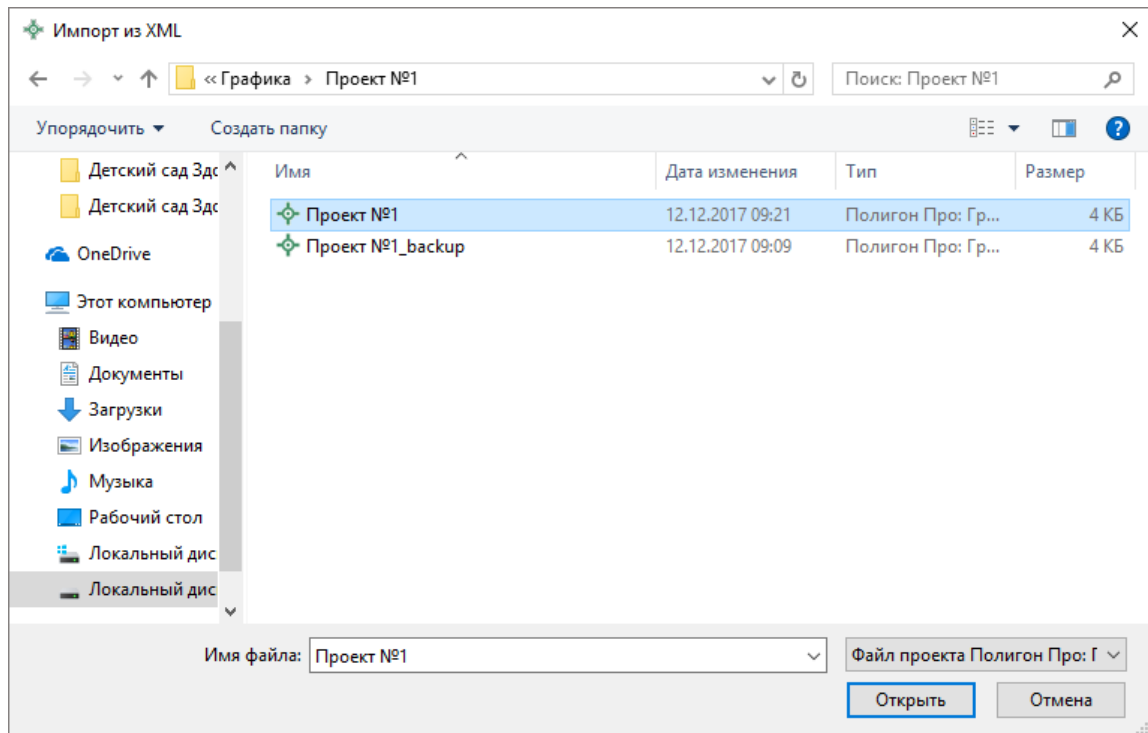 Импорт из XML
« Графика › Проект №1
Поиск: Проект №1
Упорядочить
Создать папку
Имя
Дата изменения
Тип
Размер
Детский сад Здс
Детский сад Здс
OneDrive
Этот компьютер
Видео
Документы
Загрузки
Изображения
Музыка
Рабочий стол
Локальный дис
Локальный дис
Проект №1 12.12.2017 09:21 Полигон Про: Гр... 4 КБ
Проект №1_backup 12.12.2017 09:09 Полигон Про: Гр... 4 КБ
Имя файла: Проект №1
Файл проекта Полигон Про: Г
Открыть
Отмена